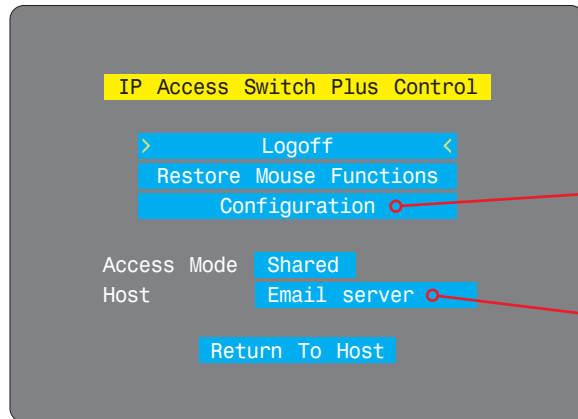 IP Access Switch Plus Control
> Logoff <
Restore Mouse Functions
Configuration
Access Mode Shared
Host Email server
Return To Host